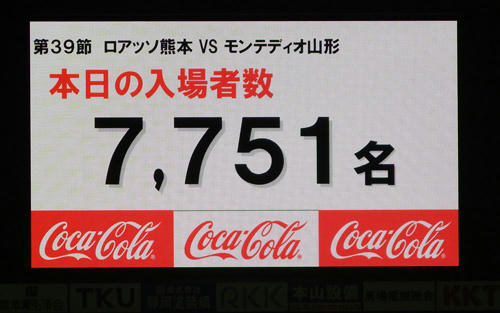 第39節 ロアッソ熊本 VS モンテディオ山形
本日の入場者数
7,751名
Coca-Cola Coca-Cola Coca-Cola
TKU RKK 本山設備 KKT